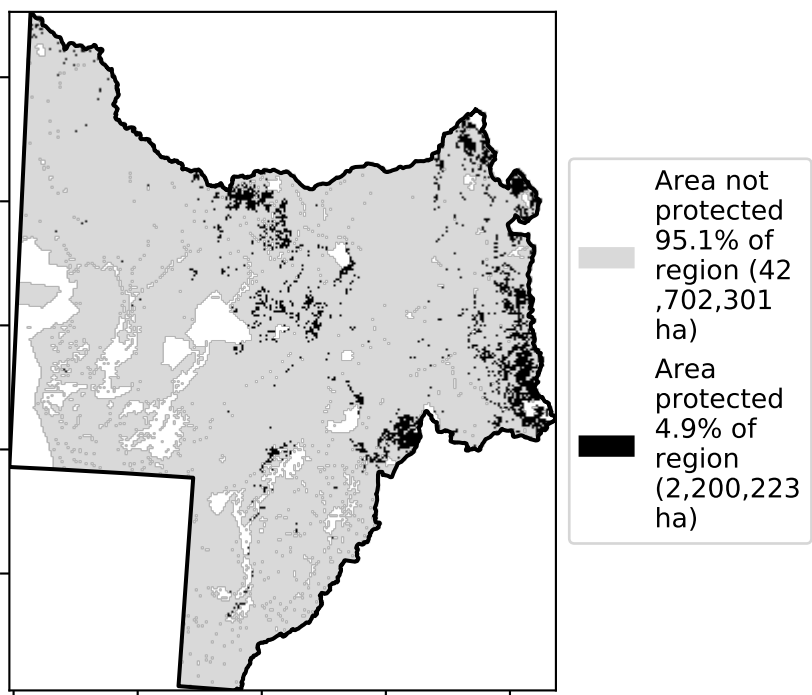 Area not
protected
95.1% of
region (42
,702,301
ha)
Area
protected
4.9% of
region
(2,200,223
ha)